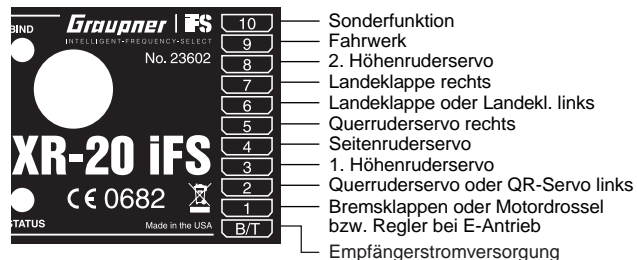 BIND
Graupner | iFS
INTELLIGENT-FREQUENCY-SELECT
No. 23602
XR-20 iFS
CE 0682
STATUS
Made in the USA
10 Sonderfunktion
9 Fahrwerk
8 2. Höhenruderservo
7 Landeklappe rechts
6 Landeklappe oder Landekl. links
5 Querruderservo rechts
4 Seitenruderservo
3 1. Höhenruderservo
2 Querruderservo oder QR-Servo links
1 Bremsklappen oder Motordrossel
bzw. Regler bei E-Antrieb
B/T Empfängerstromversorgung